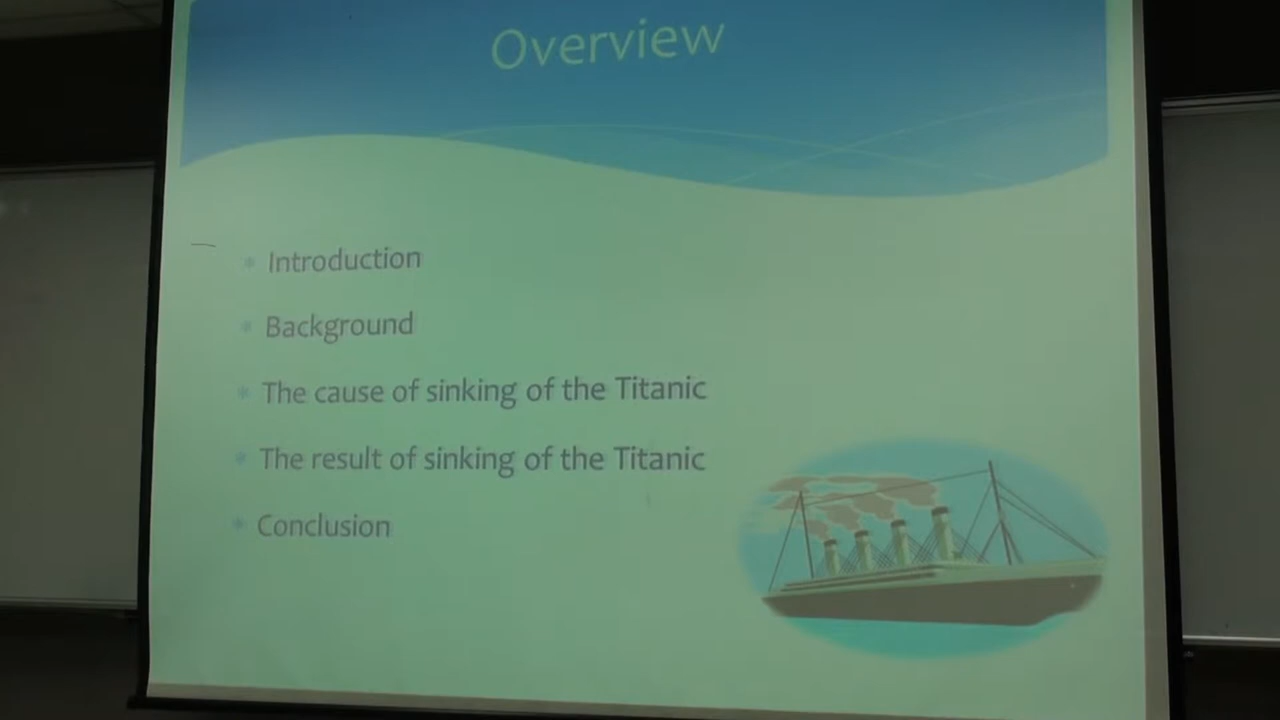 Overview
Introduction
Background
The cause of sinking of the Titanic
The result of sinking of the Titanic
Conclusion